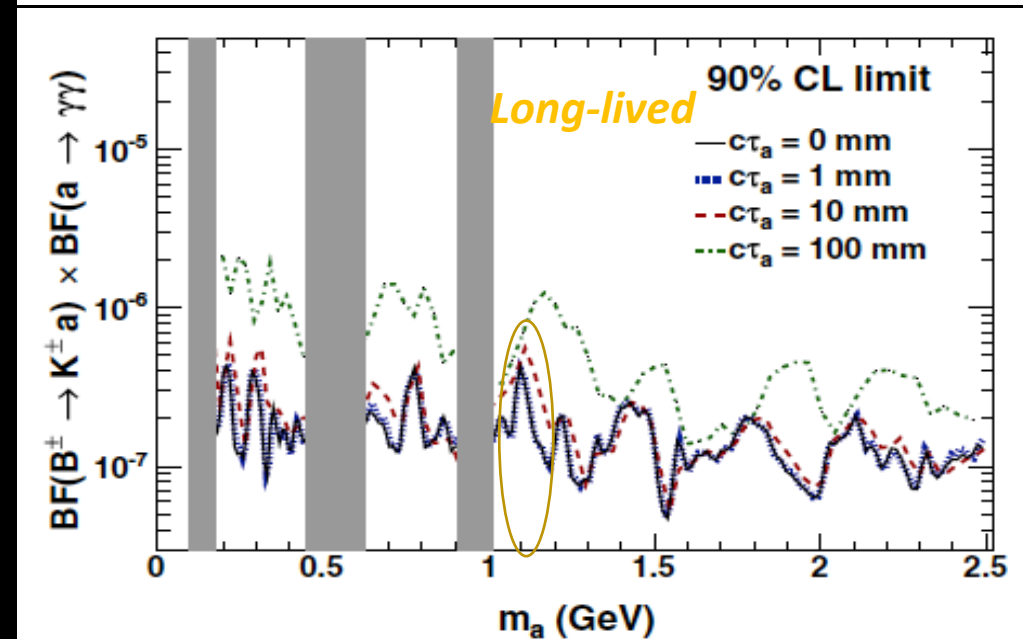 90% CL limit
Long-lived
cτₐ = 0 mm
cτₐ = 1 mm
cτₐ = 10 mm
cτₐ = 100 mm
BF(B± → K± a) × BF(a → γγ)
10⁻⁵
10⁻⁶
10⁻⁷
0 0.5 1 1.5 2 2.5
mₐ (GeV)